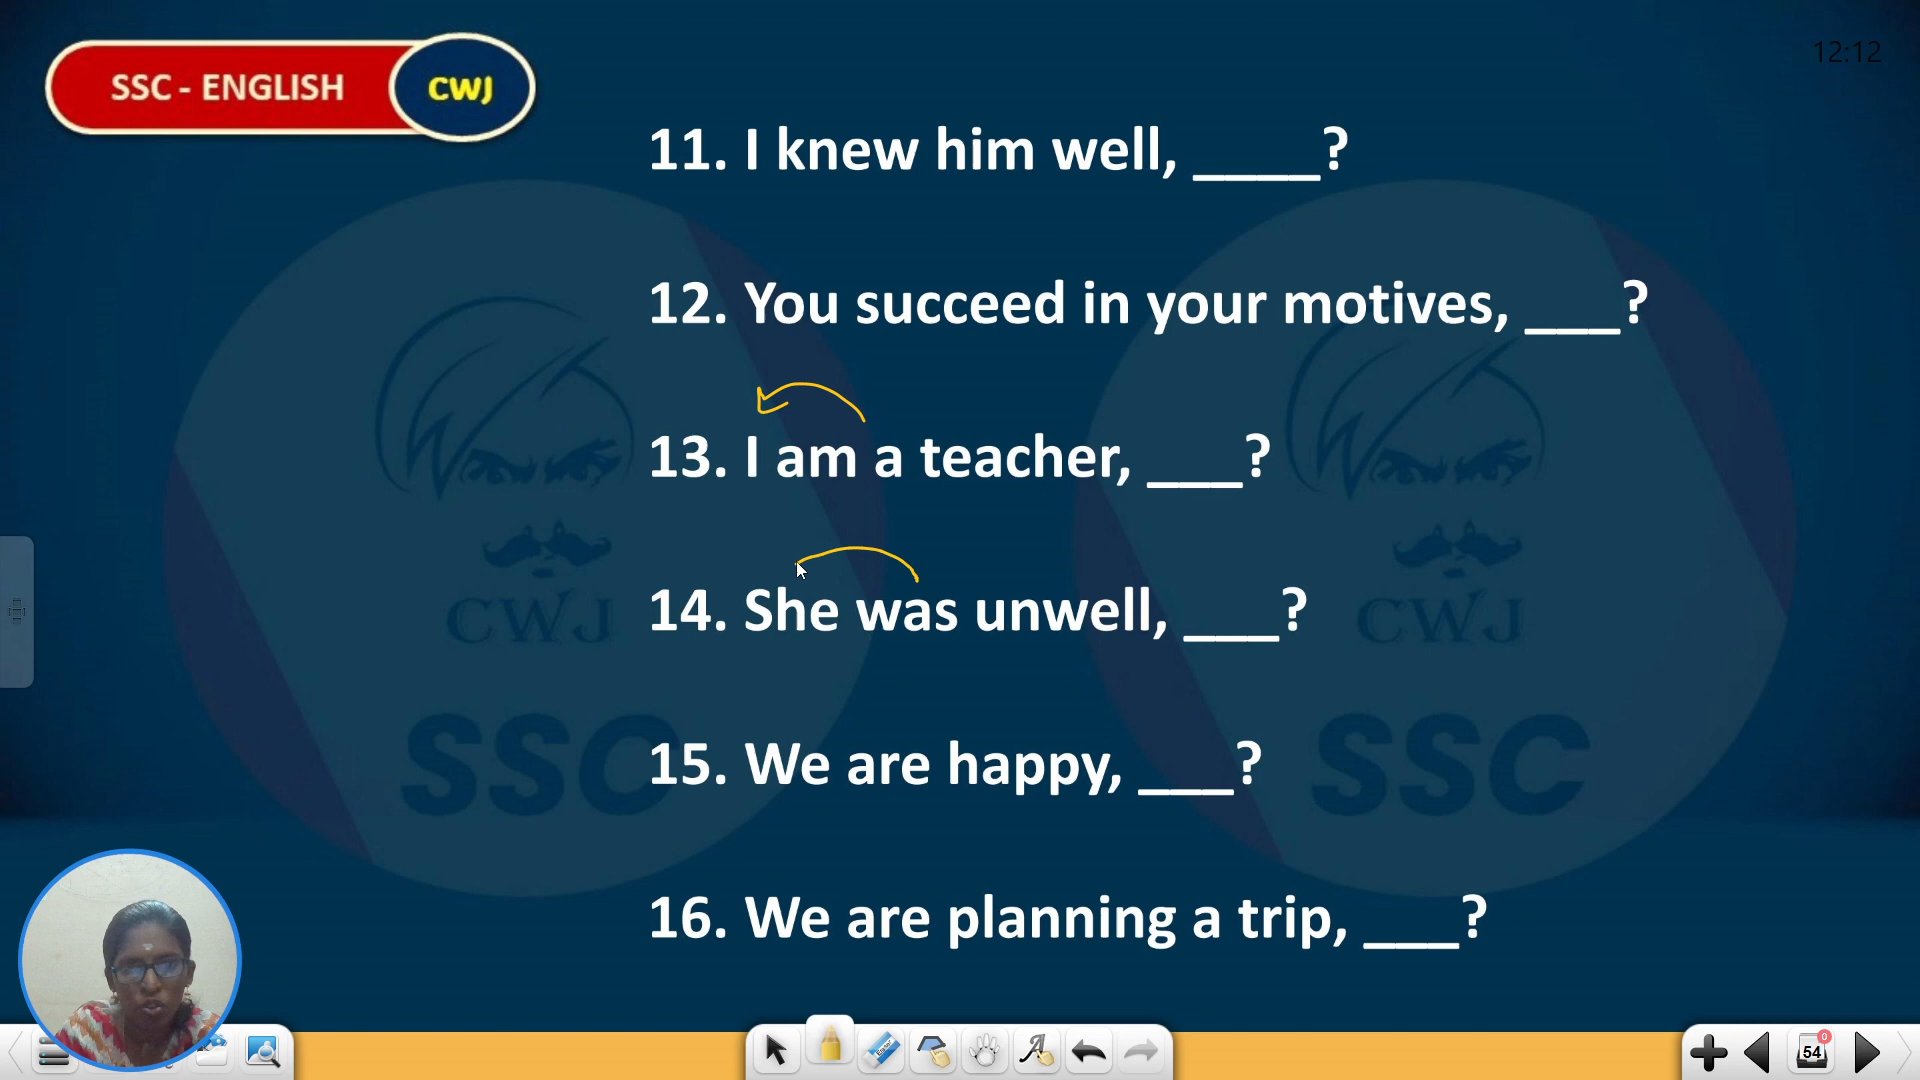 SSC - ENGLISH CWJ
12:12
11. I knew him well, ____?
12. You succeed in your motives, ___?
13. I am a teacher, ___?
14. She was unwell, ___?
15. We are happy, ___?
16. We are planning a trip, ___?
CWJ CWJ
SSC SSC
54
0